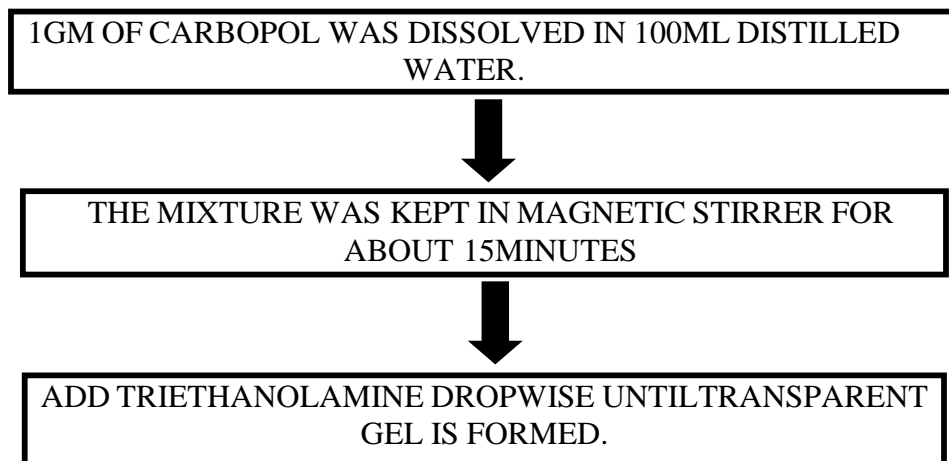 1GM OF CARBOPOL WAS DISSOLVED IN 100ML DISTILLED
WATER.
THE MIXTURE WAS KEPT IN MAGNETIC STIRRER FOR
ABOUT 15MINUTES
ADD TRIETHANOLAMINE DROPWISE UNTILTRANSPARENT
GEL IS FORMED.